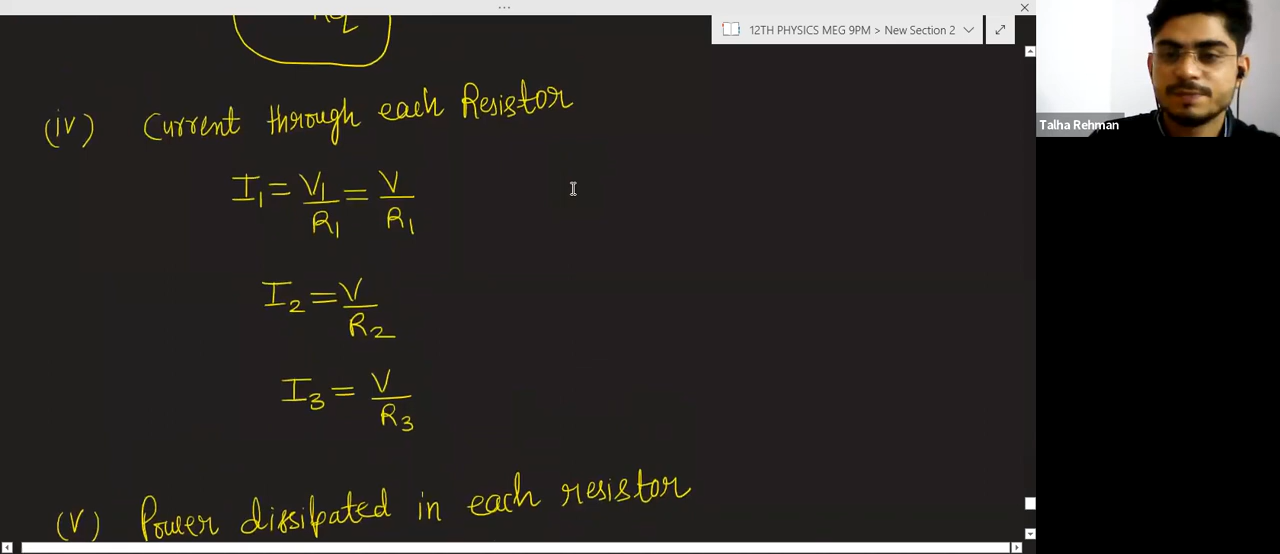 Req
12TH PHYSICS MEG 9PM > New Section 2
Talha Rehman
(iv) Current through each Resistor
I₁ = V₁/R₁ = V/R₁
I₂ = V/R₂
I₃ = V/R₃
(V) Power dissipated in each resistor